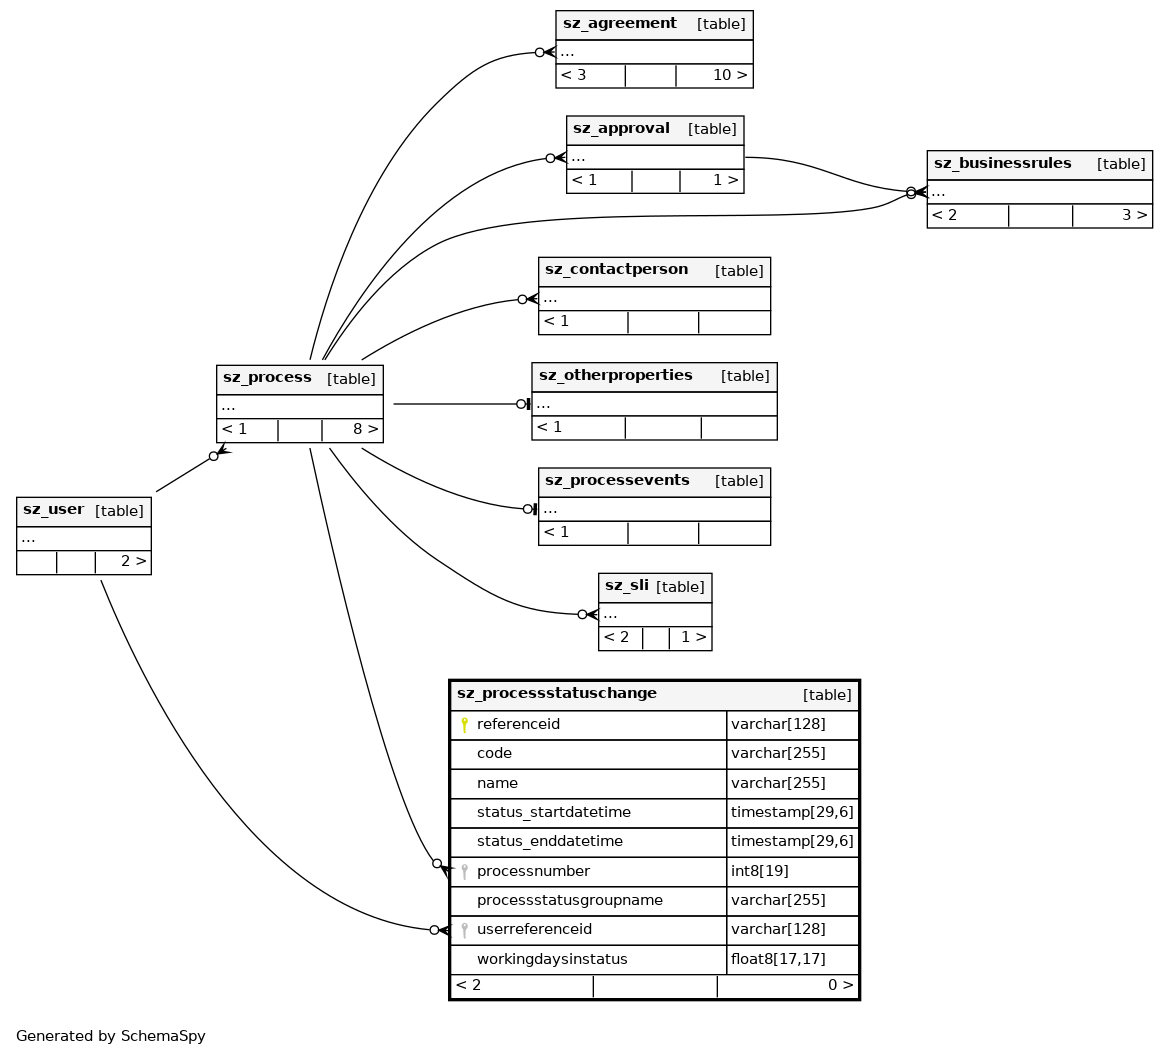 sz_agreement [table]
...
< 3 10 >
sz_approval [table]
...
< 1 1 >
sz_businessrules [table]
...
< 2 3 >
sz_contactperson [table]
...
< 1
sz_process [table]
...
< 1 8 >
sz_otherproperties [table]
...
< 1
sz_processevents [table]
...
< 1
sz_user [table]
...
2 >
sz_sli [table]
...
< 2 1 >
sz_processstatuschange [table]
referenceid varchar[128]
code varchar[255]
name varchar[255]
status_startdatetime timestamp[29,6]
status_enddatetime timestamp[29,6]
processnumber int8[19]
processstatusgroupname varchar[255]
userreferenceid varchar[128]
workingdaysinstatus float8[17,17]
< 2 0 >
Generated by SchemaSpy